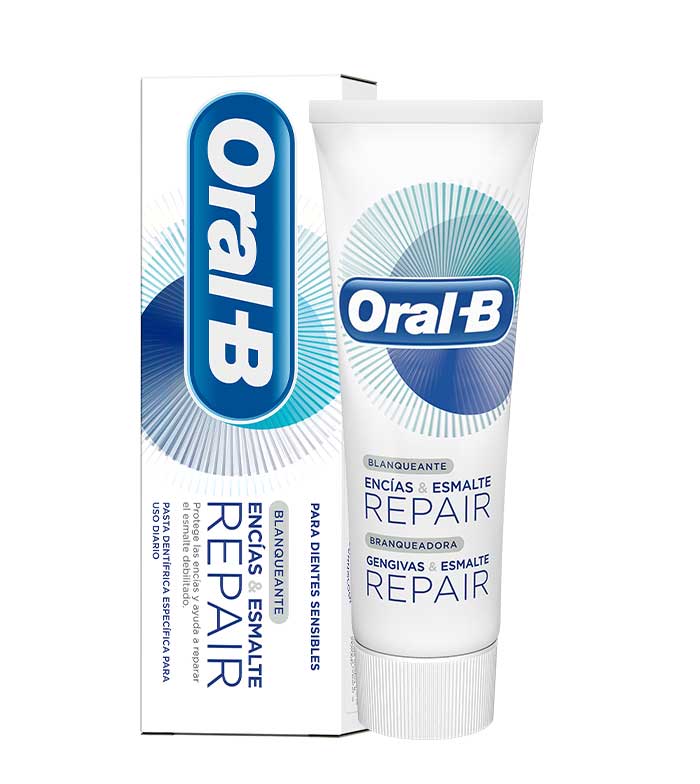 Oral-B
PARA DIENTES SENSIBLES
BLANQUEANTE
ENCÍAS & ESMALTE
REPAIR
Protege las encías y ayuda a reparar
el esmalte debilitado.
PASTA DENTÍFRICA ESPECÍFICA PARA
USO DIARIO
Oral-B
BLANQUEANTE
ENCÍAS & ESMALTE
REPAIR
BRANQUEADORA
GENGIVAS & ESMALTE
REPAIR